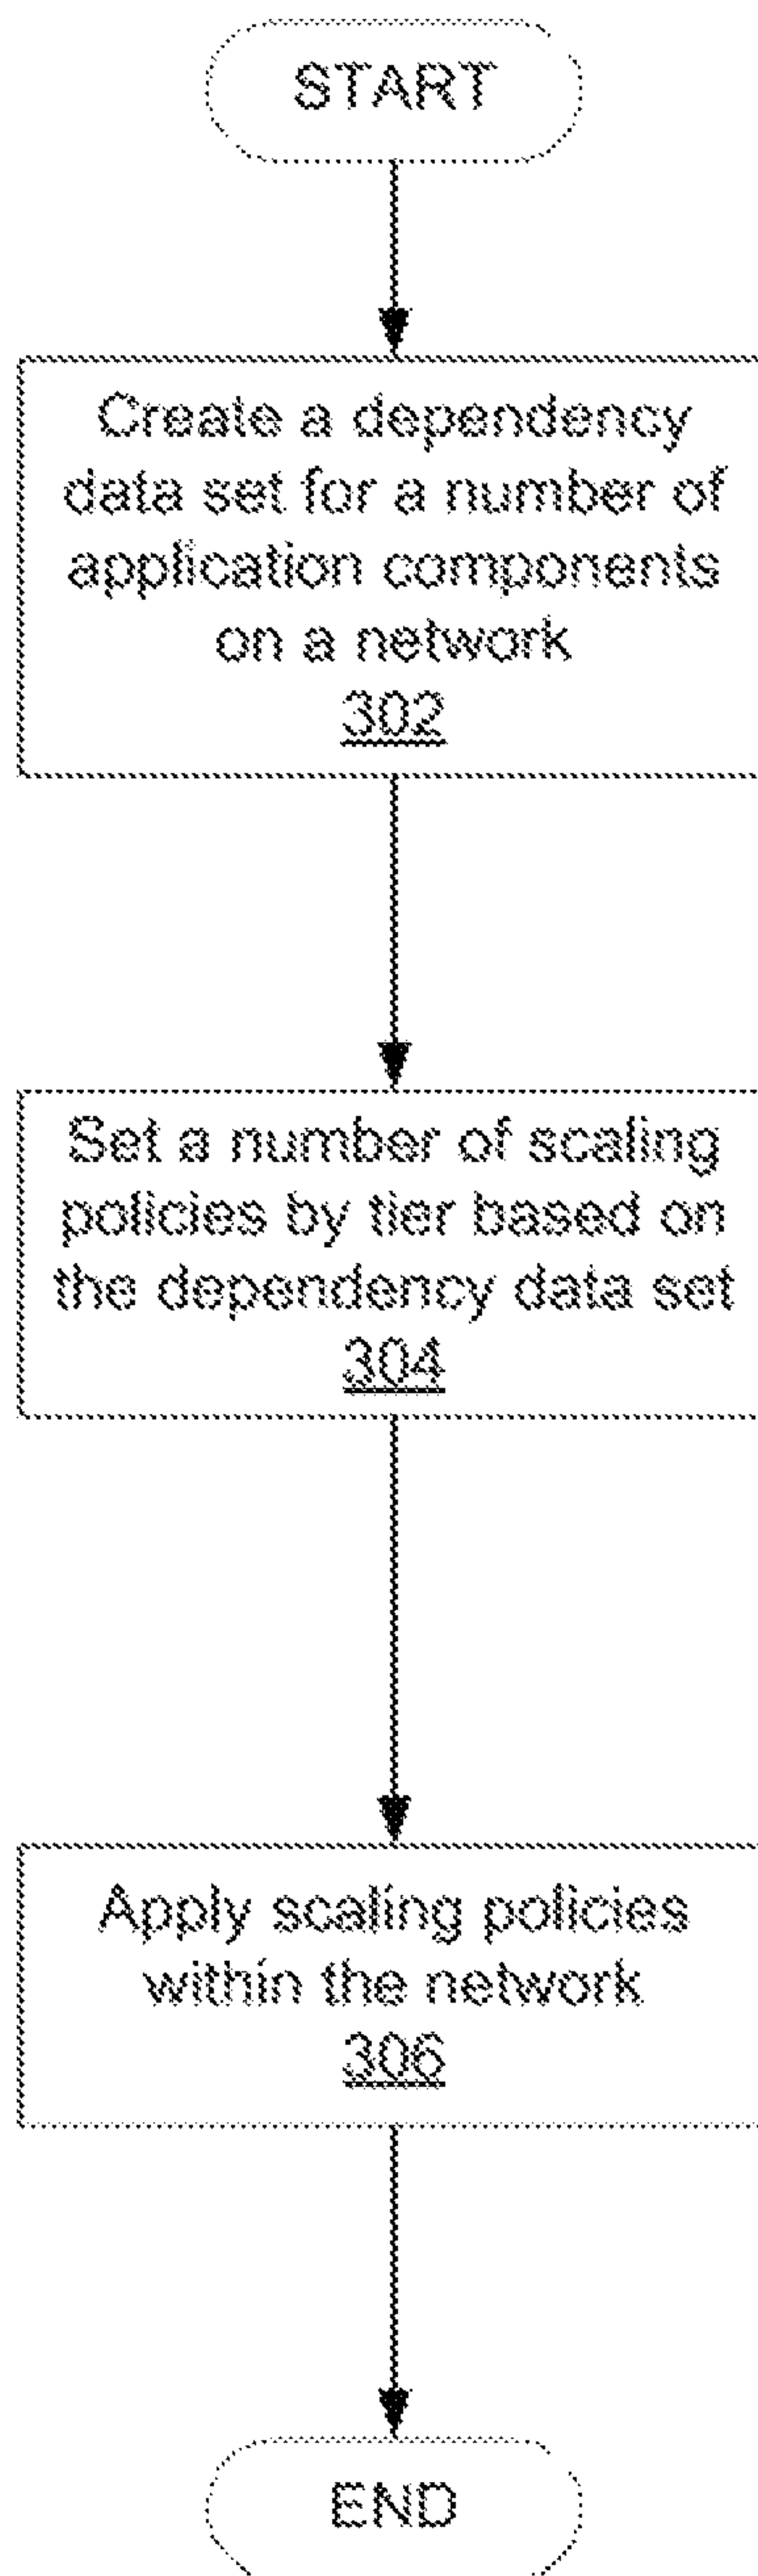 START
Create a dependency
data set for a number of
application components
on a network
302
Set a number of scaling
policies by tier based on
the dependency data set
304
Apply scaling policies
within the network
306
END